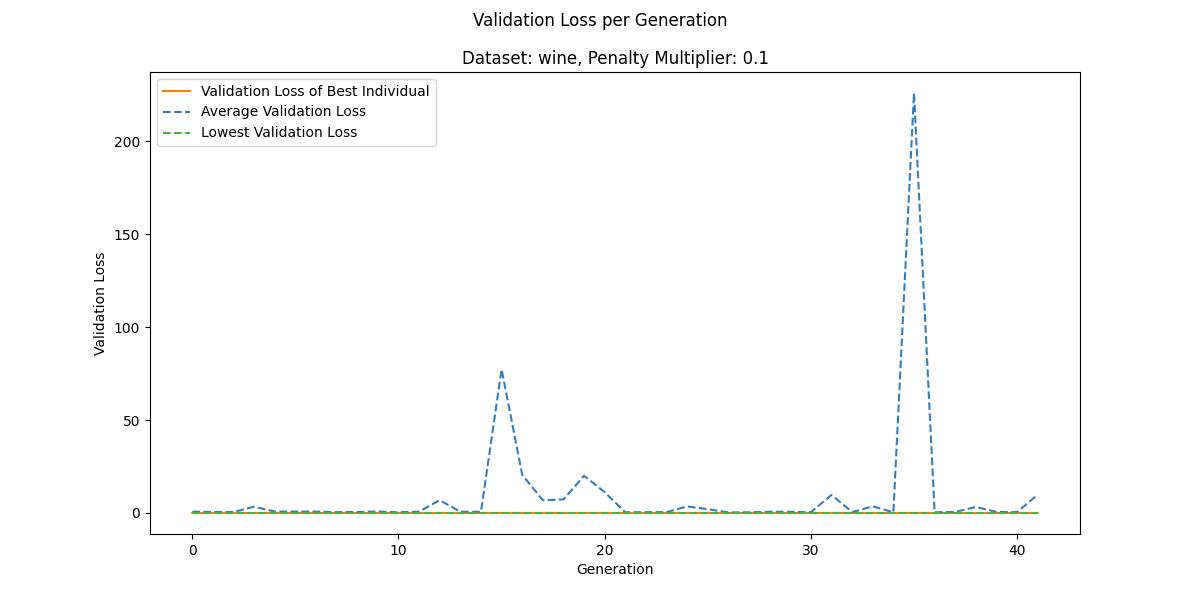 Validation Loss per Generation
Dataset: wine, Penalty Multiplier: 0.1
Validation Loss of Best Individual
Average Validation Loss
Lowest Validation Loss
200
150
100
50
0
Validation Loss
0 10 20 30 40
Generation